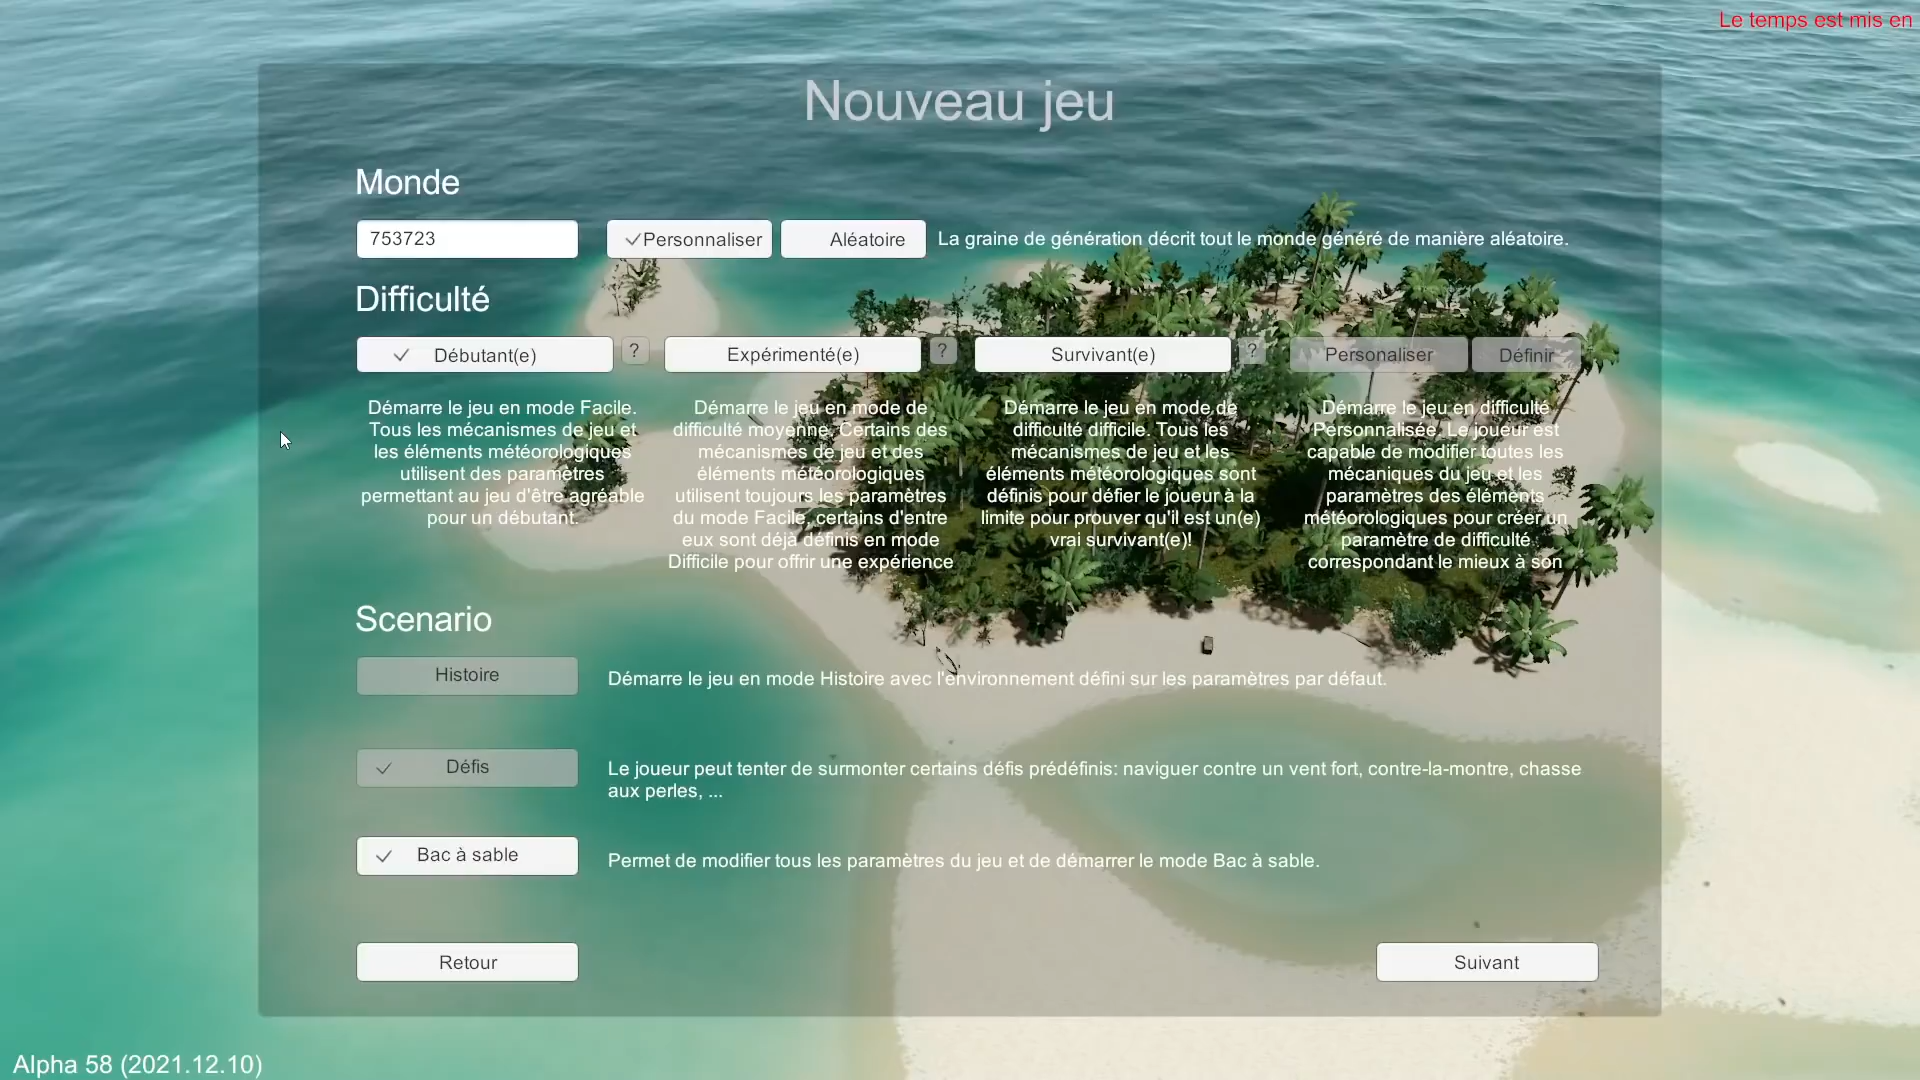 Le temps est mis en
Nouveau jeu
Monde
753723
Personnaliser
Aléatoire
La graine de génération décrit tout le monde généré de manière aléatoire.
Difficulté
Débutant(e)
?
Expérimenté(e)
?
Survivant(e)
?
Personaliser
Définir
Démarre le jeu en mode Facile.
Tous les mécanismes de jeu et
les éléments météorologiques
utilisent des paramètres
permettant au jeu d'être agréable
pour un débutant.
Démarre le jeu en mode de
difficulté moyenne. Certains des
mécanismes de jeu et des
éléments météorologiques
utilisent toujours les paramètres
du mode Facile, certains d'entre
eux sont déjà définis en mode
Difficile pour offrir une expérience
Démarre le jeu en mode de
difficulté difficile. Tous les
mécanismes de jeu et les
éléments météorologiques sont
définis pour défier le joueur à la
limite pour prouver qu'il est un(e)
vrai survivant(e)!
Démarre le jeu en difficulté
Personnalisée. Le joueur est
capable de modifier toutes les
mécaniques du jeu et les
paramètres des éléments
météorologiques pour créer un
paramètre de difficulté
correspondant le mieux à son
Scenario
Histoire
Démarre le jeu en mode Histoire avec l'environnement défini sur les paramètres par défaut.
Défis
Le joueur peut tenter de surmonter certains défis prédéfinis: naviguer contre un vent fort, contre-la-montre, chasse
aux perles, ...
Bac à sable
Permet de modifier tous les paramètres du jeu et de démarrer le mode Bac à sable.
Retour
Suivant
Alpha 58 (2021.12.10)